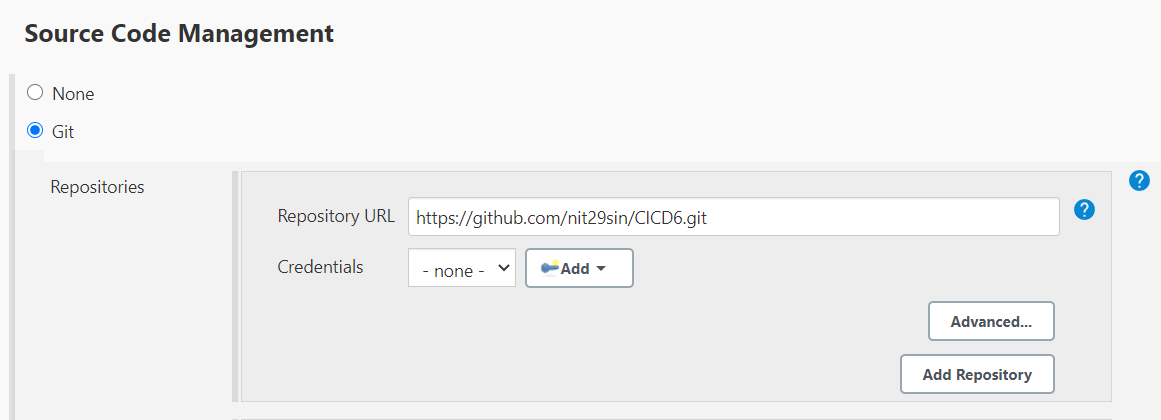 Source Code Management
None
Git
Repositories
?
Repository URL https://github.com/nit29sin/CICD6.git ?
Credentials - none - Add
Advanced...
Add Repository